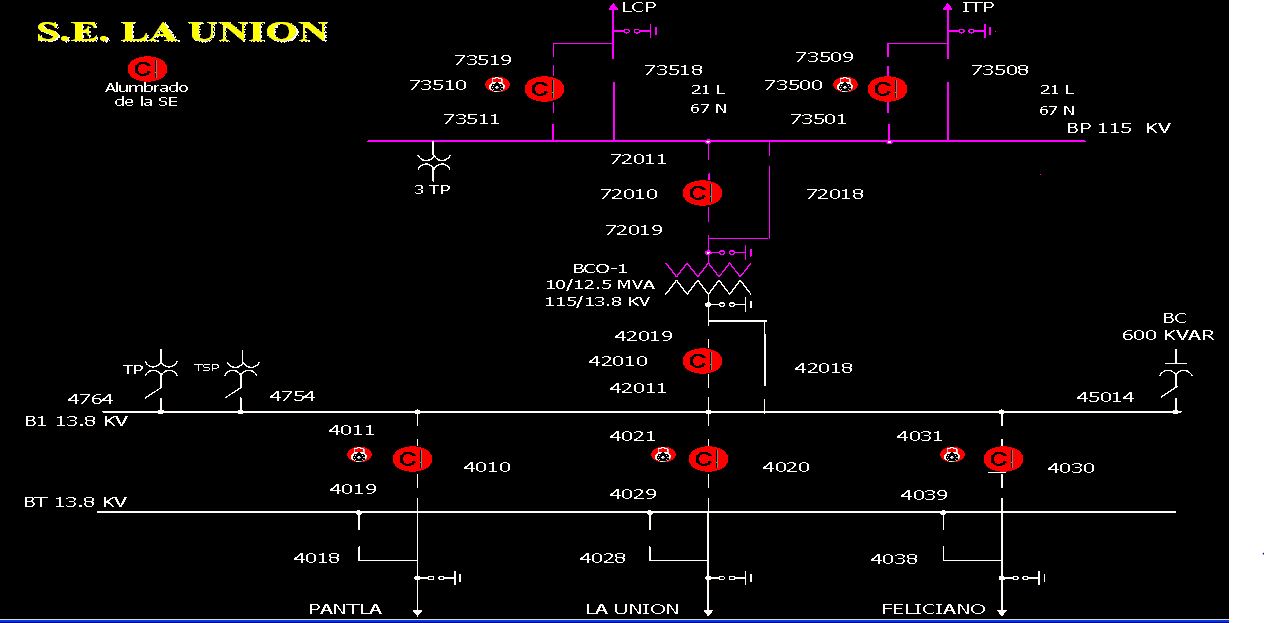 S.E. LA UNION
C
Alumbrado
de la SE
LCP
ITP
73519
73518
73510
C
21 L
67 N
73511
73509
73508
73500
C
21 L
67 N
73501
BP 115 KV
3 TP
72011
72010
C
72018
72019
BCO-1
10/12.5 MVA
115/13.8 KV
42019
42010
C
42018
42011
BC
600 KVAR
45014
TP
TSP
4764
4754
B1 13.8 KV
4011
C
4010
4019
4021
C
4020
4029
4031
C
4030
4039
BT 13.8 KV
4018
4028
4038
PANTLA
LA UNION
FELICIANO